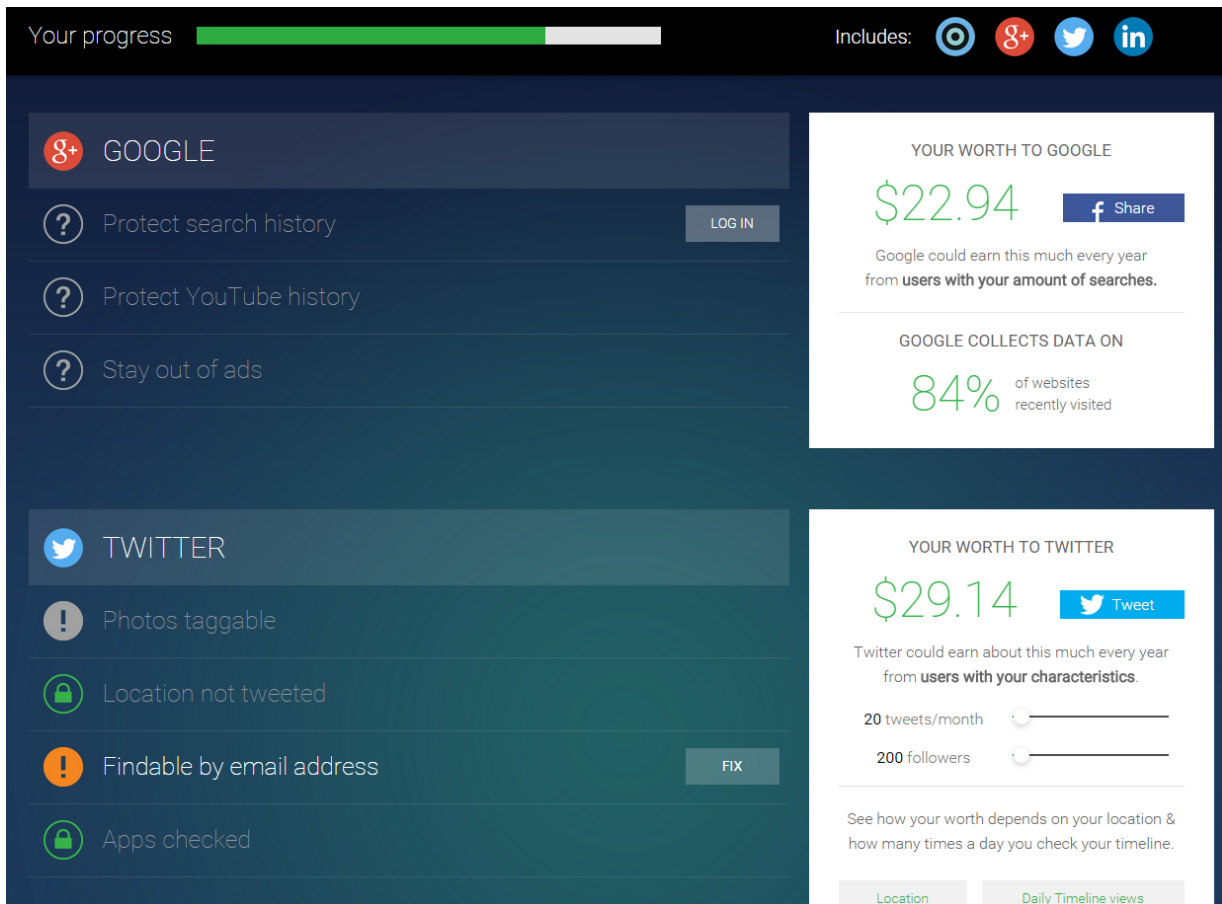 Your progress
Includes:
g+
in
g+ GOOGLE
? Protect search history
LOG IN
? Protect YouTube history
? Stay out of ads
YOUR WORTH TO GOOGLE
$22.94
f Share
Google could earn this much every year
from users with your amount of searches.
GOOGLE COLLECTS DATA ON
84%
of websites
recently visited
TWITTER
! Photos taggable
Location not tweeted
! Findable by email address
FIX
Apps checked
YOUR WORTH TO TWITTER
$29.14
Tweet
Twitter could earn about this much every year
from users with your characteristics.
20 tweets/month
200 followers
See how your worth depends on your location &
how many times a day you check your timeline.
Location
Daily Timeline views